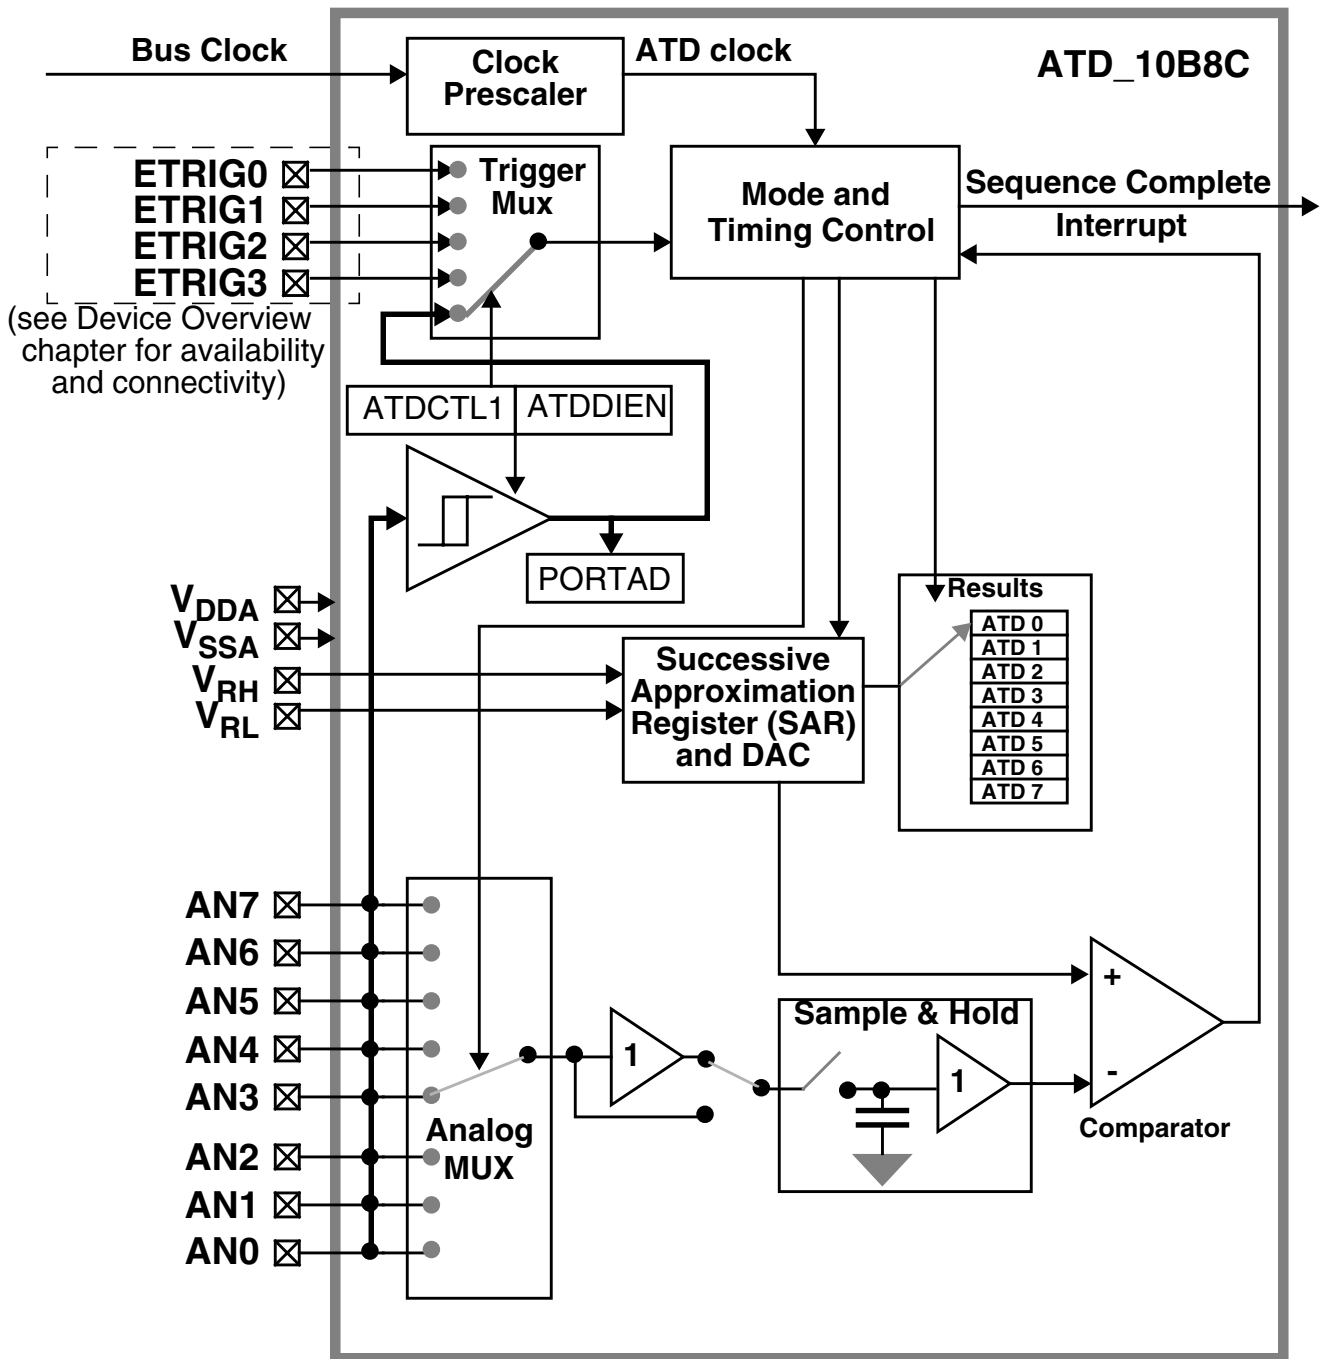 Bus Clock
Clock
Prescaler
ATD clock
ATD_10B8C
ETRIG0
ETRIG1
ETRIG2
ETRIG3
(see Device Overview
chapter for availability
and connectivity)
Trigger
Mux
Mode and
Timing Control
Sequence Complete
Interrupt
ATDCTL1
ATDDIEN
PORTAD
VDDA
VSSA
VRH
VRL
Successive
Approximation
Register (SAR)
and DAC
Results
ATD 0
ATD 1
ATD 2
ATD 3
ATD 4
ATD 5
ATD 6
ATD 7
AN7
AN6
AN5
AN4
AN3
AN2
AN1
AN0
Analog
MUX
1
Sample & Hold
1
+
-
Comparator